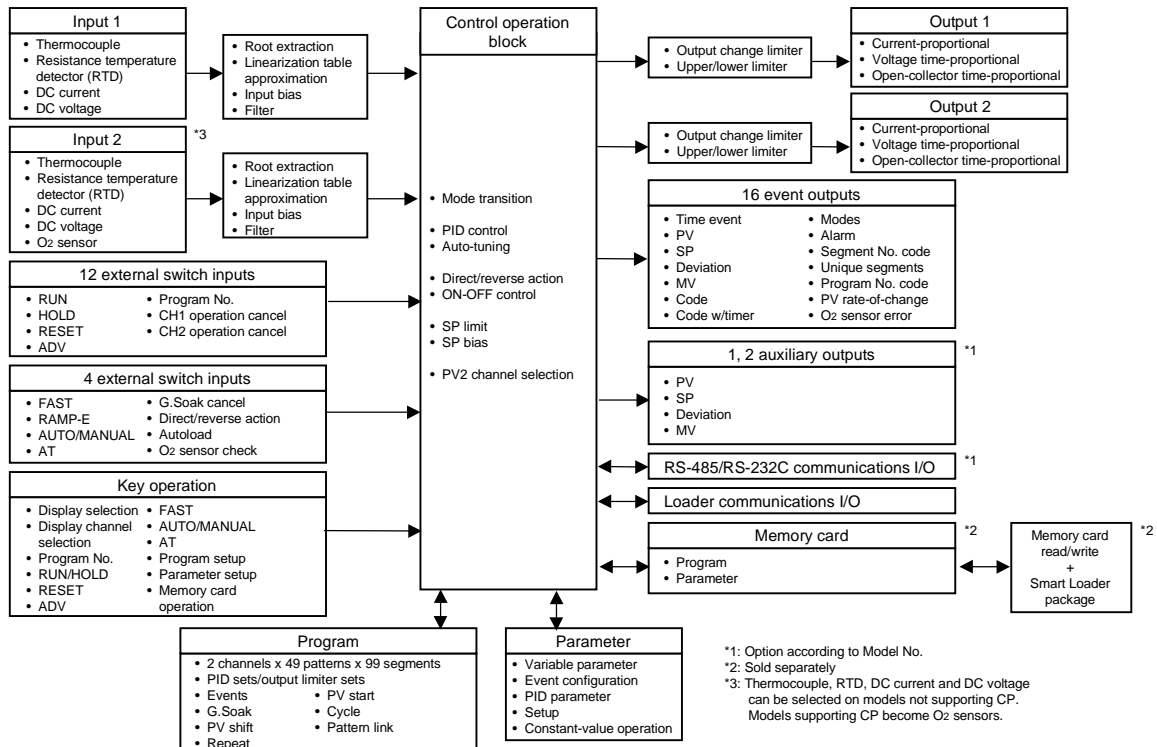 Input 1
• Thermocouple
• Resistance temperature
detector (RTD)
• DC current
• DC voltage
• Root extraction
• Linearization table
approximation
• Input bias
• Filter
Input 2
*3
• Thermocouple
• Resistance temperature
detector (RTD)
• DC current
• DC voltage
• O2 sensor
• Root extraction
• Linearization table
approximation
• Input bias
• Filter
12 external switch inputs
• RUN
• HOLD
• RESET
• ADV
• Program No.
• CH1 operation cancel
• CH2 operation cancel
4 external switch inputs
• FAST
• RAMP-E
• AUTO/MANUAL
• AT
• G.Soak cancel
• Direct/reverse action
• Autoload
• O2 sensor check
Key operation
• Display selection
• Display channel
selection
• Program No.
• RUN/HOLD
• RESET
• ADV
• FAST
• AUTO/MANUAL
• AT
• Program setup
• Parameter setup
• Memory card
operation
Control operation
block
• Mode transition
• PID control
• Auto-tuning
• Direct/reverse action
• ON-OFF control
• SP limit
• SP bias
• PV2 channel selection
• Output change limiter
• Upper/lower limiter
Output 1
• Current-proportional
• Voltage time-proportional
• Open-collector time-proportional
• Output change limiter
• Upper/lower limiter
Output 2
• Current-proportional
• Voltage time-proportional
• Open-collector time-proportional
16 event outputs
• Time event
• PV
• SP
• Deviation
• MV
• Code
• Code w/timer
• Modes
• Alarm
• Segment No. code
• Unique segments
• Program No. code
• PV rate-of-change
• O2 sensor error
1, 2 auxiliary outputs
*1
• PV
• SP
• Deviation
• MV
RS-485/RS-232C communications I/O
*1
Loader communications I/O
Memory card
*2
• Program
• Parameter
Memory card
read/write
+
Smart Loader
package
*2
Program
• 2 channels x 49 patterns x 99 segments
• PID sets/output limiter sets
• Events
• G.Soak
• PV shift
• Repeat
• PV start
• Cycle
• Pattern link
Parameter
• Variable parameter
• Event configuration
• PID parameter
• Setup
• Constant-value operation
*1: Option according to Model No.
*2: Sold separately
*3: Thermocouple, RTD, DC current and DC voltage
can be selected on models not supporting CP.
Models supporting CP become O2 sensors.